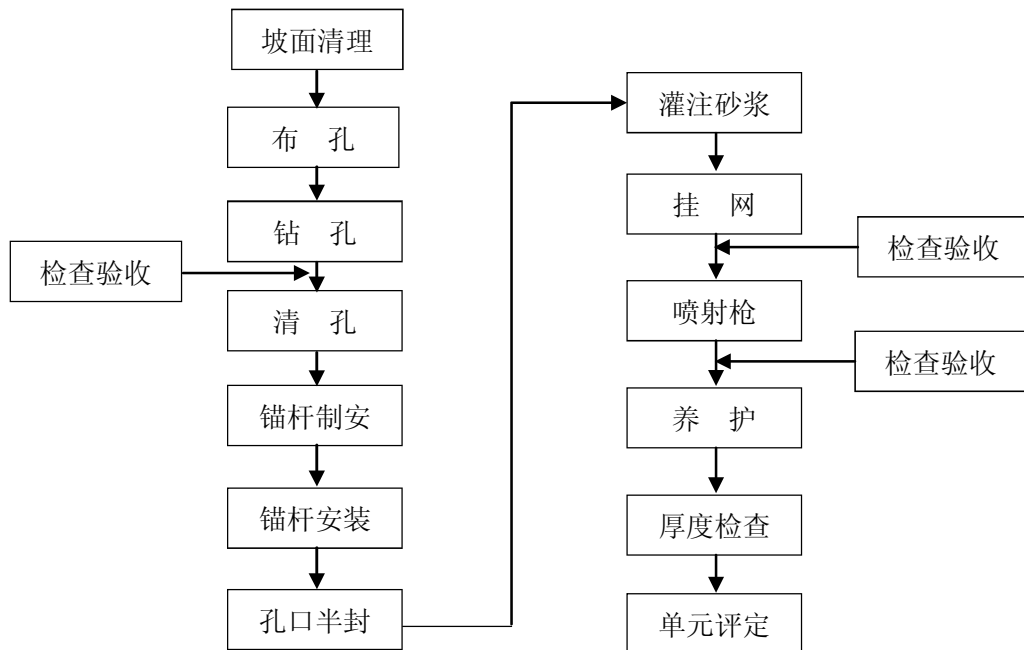 坡面清理
布　孔
钻　孔
检查验收
清　孔
锚杆制安
锚杆安装
孔口半封
灌注砂浆
挂　网
检查验收
喷射枪
检查验收
养　护
厚度检查
单元评定